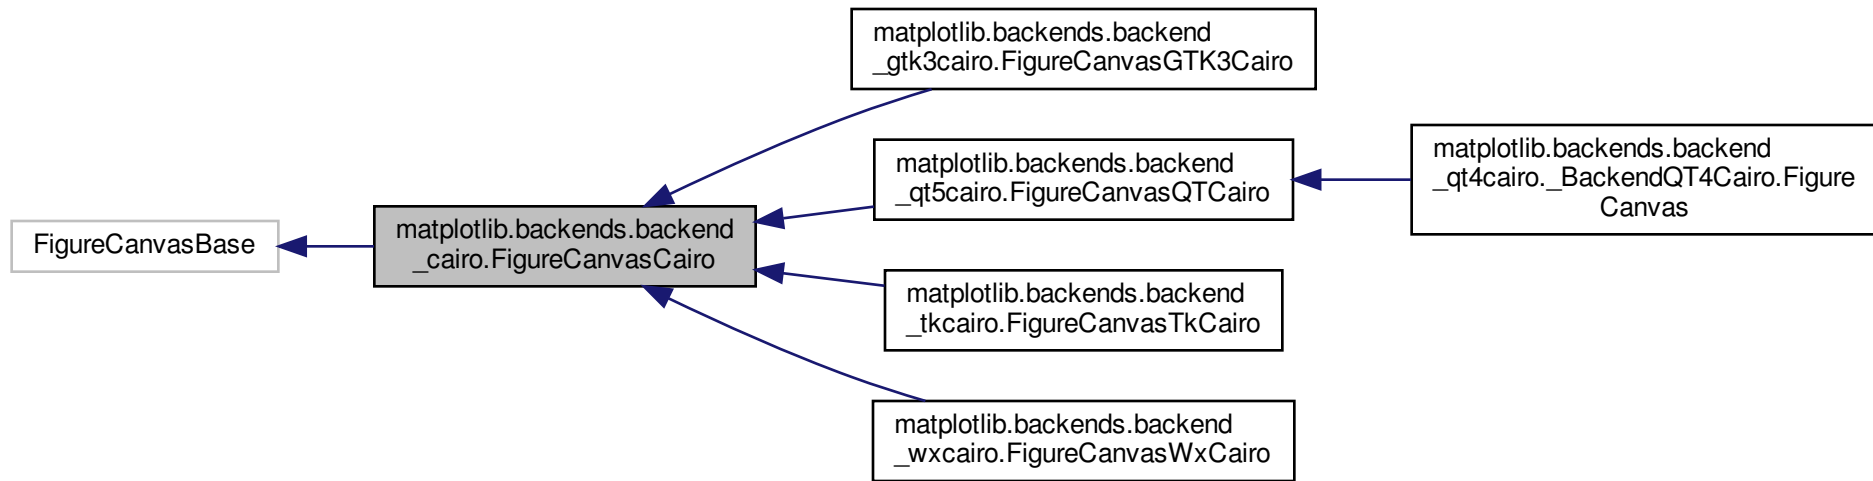 FigureCanvasBase
matplotlib.backends.backend
_cairo.FigureCanvasCairo
matplotlib.backends.backend
_gtk3cairo.FigureCanvasGTK3Cairo
matplotlib.backends.backend
_qt5cairo.FigureCanvasQTCairo
matplotlib.backends.backend
_qt4cairo._BackendQT4Cairo.Figure
Canvas
matplotlib.backends.backend
_tkcairo.FigureCanvasTkCairo
matplotlib.backends.backend
_wxcairo.FigureCanvasWxCairo